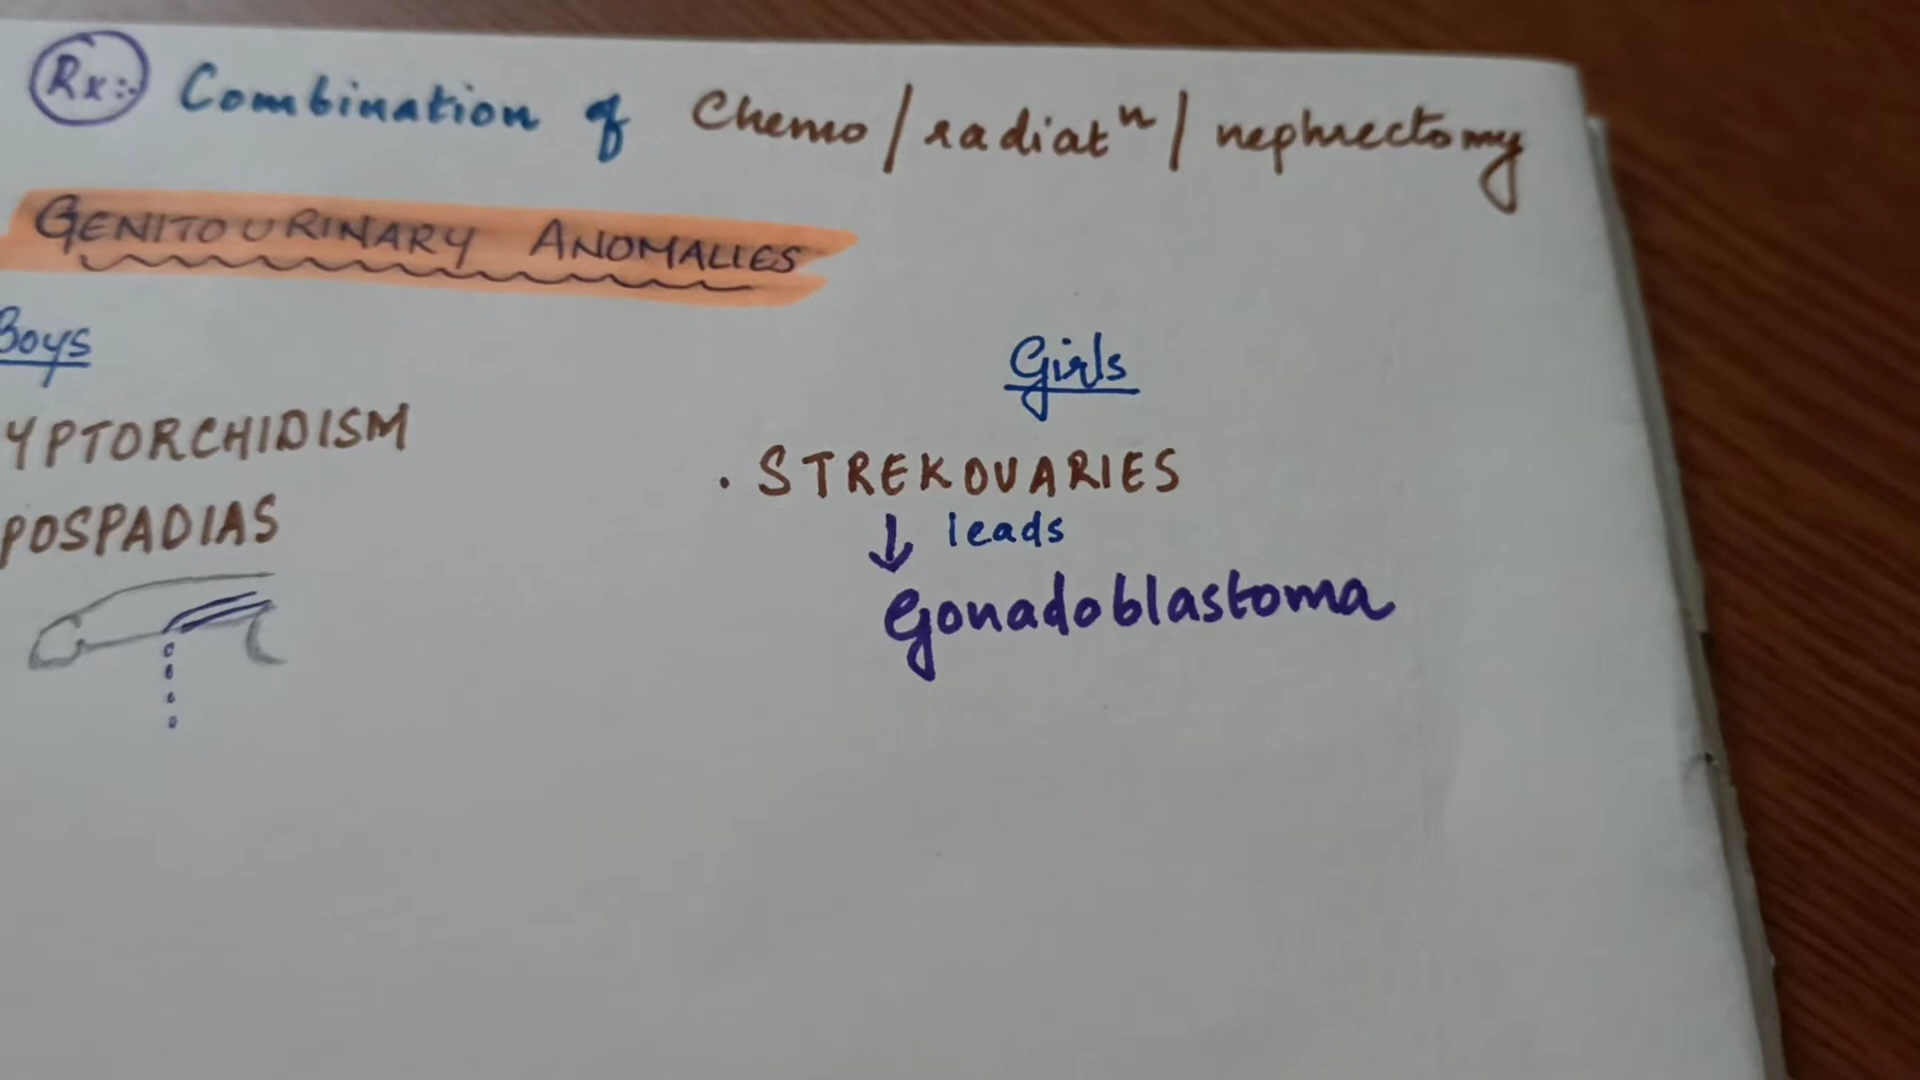 Rx:- Combination of Chemo/radiatⁿ/nephrectomy
GENITOURINARY ANOMALIES
Boys
Girls
YPTORCHIDISM
. STREKOVARIES
POSPADIAS
↓ leads
Gonadoblastoma